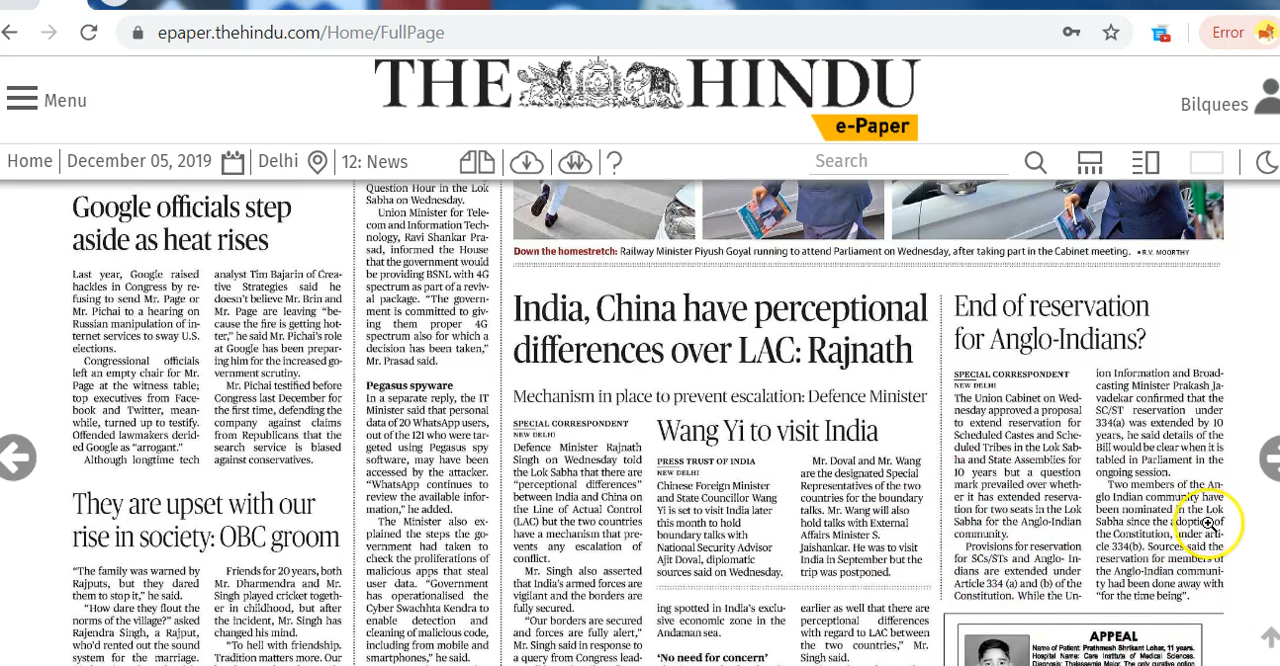 epaper.thehindu.com/Home/FullPage
Error
Menu
THE HINDU
e-Paper
Bilquees
Home
December 05, 2019
Delhi
12: News
Search
?
Google officials step
aside as heat rises
Last year, Google raised
hackles in Congress by re-
fusing to send Mr. Page or
Mr. Pichai to a hearing on
Russian manipulation of in-
ternet services to sway U.S.
elections.
Congressional officials
left an empty chair for Mr.
Page at the witness table;
top executives from Face-
book and Twitter, mean-
while, turned up to testify.
Offended lawmakers derid-
ed Google as “arrogant.”
Although longtime tech
analyst Tim Bajarin of Crea-
tive Strategies said he
doesn’t believe Mr. Brin and
Mr. Page are leaving “be-
cause the fire is getting hot-
ter,” he said Mr. Pichai’s role
at Google has been prepar-
ing him for the increased go-
vernment scrutiny.
Mr. Pichai testified before
Congress last December for
the first time, defending the
company against claims
from Republicans that the
search service is biased
against conservatives.
They are upset with our
rise in society: OBC groom
“The family was warned by
Rajputs, but they dared
them to stop it,” he said.
“How dare they flout the
norms of the village?” asked
Rajendra Singh, a Rajput,
who’d rented out the sound
system for the marriage.
Friends for years, both
Mr. Dharmendra and Mr.
Singh played cricket togeth-
er in childhood, but after
the incident, Mr. Singh has
changed his mind.
“To hell with friendship.
Tradition matters more. Our
Question Hour in the Lok
Sabha on Wednesday.
Union Minister for Tele-
com and Information Tech-
nology, Ravi Shankar Pra-
sad, informed the House
that the government would
be providing BSNL with 4G
spectrum as part of a reviv-
al package. “The govern-
ment is committed to giv-
ing them proper 4G
spectrum also for which a
decision has been taken,”
Mr. Prasad said.
Pegasus spyware
In a separate reply, the IT
Minister said that personal
data of 20 WhatsApp users,
out of the 121 who were tar-
geted using Pegasus spy
software, may have been
accessed by the attacker.
“WhatsApp continues to
review the available infor-
mation,” he added.
The Minister also ex-
plained the steps the go-
vernment had taken to
check the proliferations of
malicious apps that steal
user data. “Government
has operationalised the
Cyber Swachhta Kendra to
enable detection and
cleaning of malicious code,
including from mobile and
smartphones,” he said.
Down the homestretch: Railway Minister Piyush Goyal running to attend Parliament on Wednesday, after taking part in the Cabinet meeting. •R.V. MOORTHY
India, China have perceptional
differences over LAC: Rajnath
Mechanism in place to prevent escalation: Defence Minister
SPECIAL CORRESPONDENT
NEW DELHI
Defence Minister Rajnath
Singh on Wednesday told
the Lok Sabha that there are
“perceptional differences”
between India and China on
the Line of Actual Control
(LAC) but the two countries
have a mechanism that pre-
vents any escalation of
conflict.
Mr. Singh also asserted
that India’s armed forces are
vigilant and the borders are
fully secured.
“Our borders are secured
and forces are fully alert,”
Mr. Singh said in response to
a query from Congress lead-
Wang Yi to visit India
PRESS TRUST OF INDIA
NEW DELHI
Chinese Foreign Minister
and State Councillor Wang
Yi is set to visit India later
this month to hold
boundary talks with
National Security Advisor
Ajit Doval, diplomatic
sources said on Wednesday.
Mr. Doval and Mr. Wang
are the designated Special
Representatives of the two
countries for the boundary
talks. Mr. Wang will also
hold talks with External
Affairs Minister S.
Jaishankar. He was to visit
India in September but the
trip was postponed.
ing spotted in India’s exclu-
sive economic zone in the
Andaman sea.
‘No need for concern’
earlier as well that there are
perceptional differences
with regard to LAC between
the two countries,” Mr.
Singh said.
End of reservation
for Anglo-Indians?
SPECIAL CORRESPONDENT
NEW DELHI
The Union Cabinet on Wed-
nesday approved a proposal
to extend reservation for
Scheduled Castes and Sche-
duled Tribes in the Lok Sab-
ha and State Assemblies for
10 years but a question
mark prevailed over wheth-
er it has extended reserva-
tion for two seats in the Lok
Sabha for the Anglo-Indian
community.
Provisions for reservation
for SCs/STs and Anglo- In-
dians are extended under
Article 334 (a) and (b) of the
Constitution. While the Un-
ion Information and Broad-
casting Minister Prakash Ja-
vadekar confirmed that the
SC/ST reservation under
334(a) was extended by 10
years, he said details of the
Bill would be clear when it is
tabled in Parliament in the
ongoing session.
Two members of the An-
glo Indian community have
been nominated to the Lok
Sabha since the adoption of
the Constitution, under arti-
cle 334(b). Sources said the
reservation for members of
the Anglo-Indian communi-
ty had been done away with
“for the time being”.
APPEAL
Name of Patient: Prathmesh Shrikant Lohar, 11 years.
Hospital Name: Care Institute of Medical Sciences.